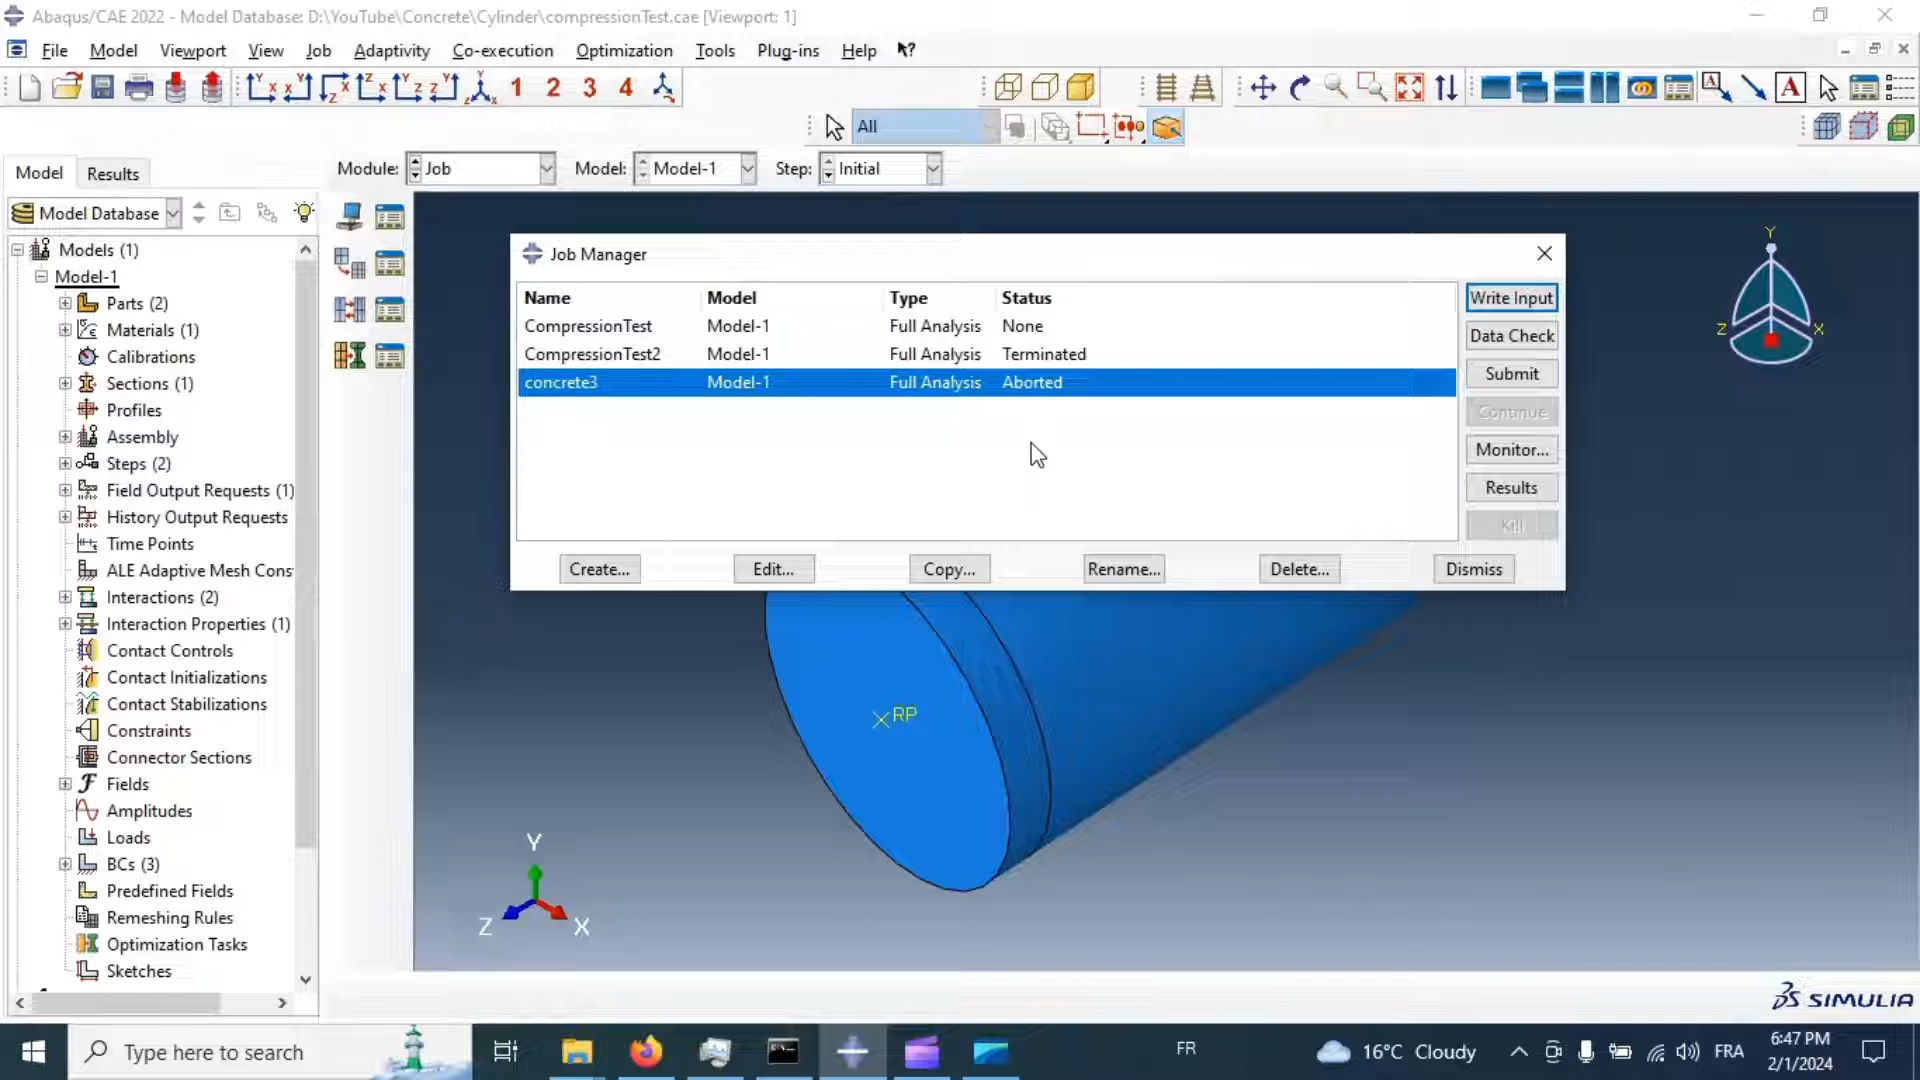 Abaqus/CAE 2022 - Model Database: D:\YouTube\Concrete\Cylinder\compressionTest.cae [Viewport: 1]
File Model Viewport View Job Adaptivity Co-execution Optimization Tools Plug-ins Help
1 2 3 4
All
Model Results
Module: Job Model: Model-1 Step: Initial
Model Database
Models (1)
Model-1
Parts (2)
Materials (1)
Calibrations
Sections (1)
Profiles
Assembly
Steps (2)
Field Output Requests (1)
History Output Requests
Time Points
ALE Adaptive Mesh Cons
Interactions (2)
Interaction Properties (1)
Contact Controls
Contact Initializations
Contact Stabilizations
Constraints
Connector Sections
Fields
Amplitudes
Loads
BCs (3)
Predefined Fields
Remeshing Rules
Optimization Tasks
Sketches
Job Manager
Name Model Type Status
CompressionTest Model-1 Full Analysis None
CompressionTest2 Model-1 Full Analysis Terminated
concrete3 Model-1 Full Analysis Aborted
Write Input
Data Check
Submit
Continue
Monitor...
Results
Kill
Create... Edit... Copy... Rename... Delete... Dismiss
Y
Z X
RP
Y
Z X
SIMULIA
Type here to search
FR
16°C Cloudy
FRA
6:47 PM
2/1/2024